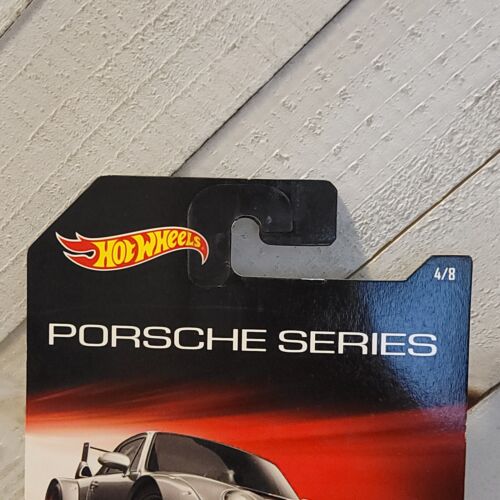 HOT WHEELS
4/8
PORSCHE SERIES